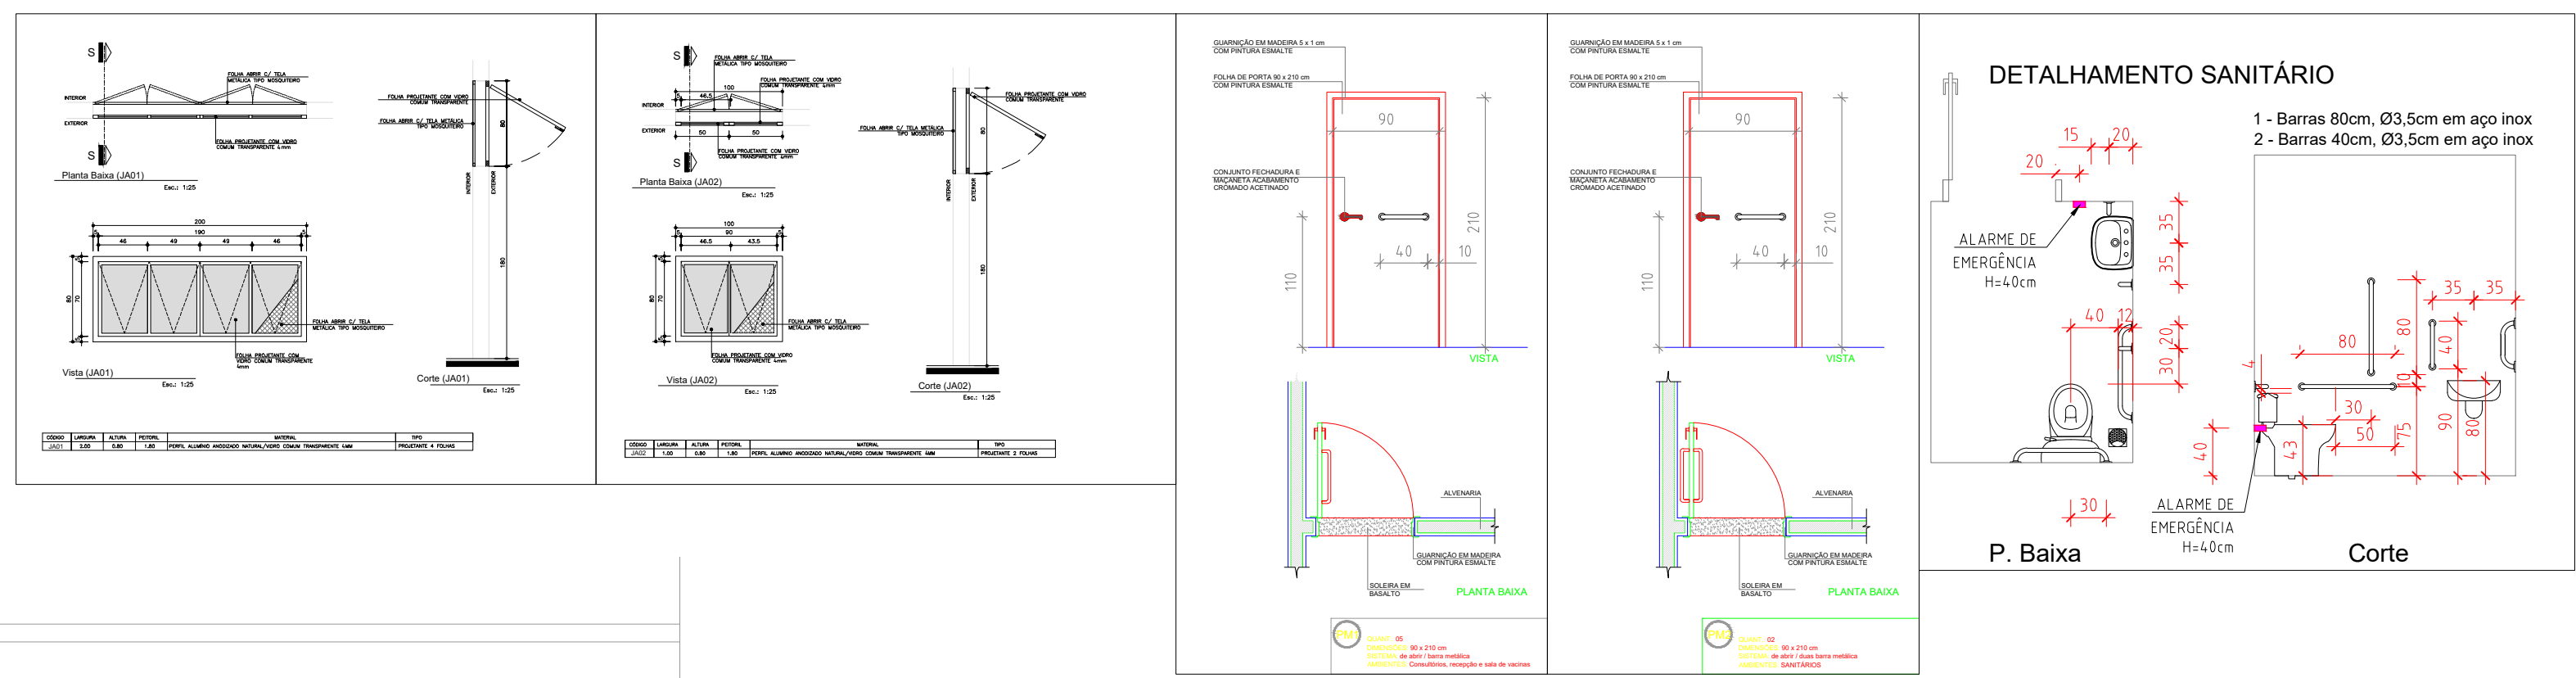 S
FOLHA ABRIR C/ TELA
METÁLICA TIPO MOSQUITEIRO
INTERIOR
EXTERIOR
FOLHA PROJETANTE COM VIDRO
COMUM TRANSPARENTE 4mm
S
Planta Baixa (JA01)
Esc.: 1:25
200
190
5
46
49
49
46
5
5
80
70
5
FOLHA ABRIR C/ TELA
METÁLICA TIPO MOSQUITEIRO
FOLHA PROJETANTE COM
VIDRO COMUM TRANSPARENTE
4mm
Vista (JA01)
Esc.: 1:25
FOLHA PROJETANTE COM VIDRO
COMUM TRANSPARENTE
FOLHA ABRIR C/ TELA METÁLICA
TIPO MOSQUITEIRO
80
INTERIOR
EXTERIOR
180
Corte (JA01)
Esc.: 1:25
CÓDIGO LARGURA ALTURA PEITORIL MATERIAL TIPO
JA01 2.00 0.80 1.80 PERFIL ALUMÍNIO ANODIZADO NATURAL/VIDRO COMUM TRANSPARENTE 4MM PROJETANTE 4 FOLHAS
S
FOLHA ABRIR C/ TELA
METÁLICA TIPO MOSQUITEIRO
FOLHA PROJETANTE COM VIDRO
COMUM TRANSPARENTE 4mm
100
5
46.5
INTERIOR
EXTERIOR
50
50
FOLHA PROJETANTE COM VIDRO
COMUM TRANSPARENTE 4mm
S
Planta Baixa (JA02)
Esc.: 1:25
100
5
90
5
46.5
43.5
5
80
70
5
FOLHA ABRIR C/ TELA
METÁLICA TIPO MOSQUITEIRO
FOLHA PROJETANTE COM VIDRO
COMUM TRANSPARENTE 4mm
Vista (JA02)
Esc.: 1:25
FOLHA PROJETANTE COM VIDRO
COMUM TRANSPARENTE
FOLHA ABRIR C/ TELA METÁLICA
TIPO MOSQUITEIRO
80
INTERIOR
EXTERIOR
180
Corte (JA02)
Esc.: 1:25
CÓDIGO LARGURA ALTURA PEITORIL MATERIAL TIPO
JA02 1.00 0.80 1.80 PERFIL ALUMÍNIO ANODIZADO NATURAL/VIDRO COMUM TRANSPARENTE 4MM PROJETANTE 2 FOLHAS
GUARNIÇÃO EM MADEIRA 5 x 1 cm
COM PINTURA ESMALTE
FOLHA DE PORTA 90 x 210 cm
COM PINTURA ESMALTE
90
CONJUNTO FECHADURA E
MAÇANETA ACABAMENTO
CROMADO ACETINADO
210
40
10
110
VISTA
ALVENARIA
GUARNIÇÃO EM MADEIRA
COM PINTURA ESMALTE
SOLEIRA EM
BASALTO
PLANTA BAIXA
PM1
QUANT.: 05
DIMENSÕES: 90 x 210 cm
SISTEMA: de abrir / barra metálica
AMBIENTES: Consultórios, recepção e sala de vacinas
GUARNIÇÃO EM MADEIRA 5 x 1 cm
COM PINTURA ESMALTE
FOLHA DE PORTA 90 x 210 cm
COM PINTURA ESMALTE
90
CONJUNTO FECHADURA E
MAÇANETA ACABAMENTO
CROMADO ACETINADO
210
40
10
110
VISTA
ALVENARIA
GUARNIÇÃO EM MADEIRA
COM PINTURA ESMALTE
SOLEIRA EM
BASALTO
PLANTA BAIXA
PM2
QUANT.: 02
DIMENSÕES: 90 x 210 cm
SISTEMA: de abrir / duas barra metálica
AMBIENTES: SANITÁRIOS
DETALHAMENTO SANITÁRIO
1 - Barras 80cm, Ø3,5cm em aço inox
2 - Barras 40cm, Ø3,5cm em aço inox
15
20
20
35
35
ALARME DE
EMERGÊNCIA
H=40cm
40
12
20
30
30
P. Baixa
35
35
80
80
40
4
10
30
50
75
90
80
43
40
ALARME DE
EMERGÊNCIA
H=40cm
Corte